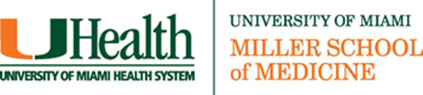 UHealth
UNIVERSITY OF MIAMI HEALTH SYSTEM
UNIVERSITY OF MIAMI
MILLER SCHOOL
of MEDICINE